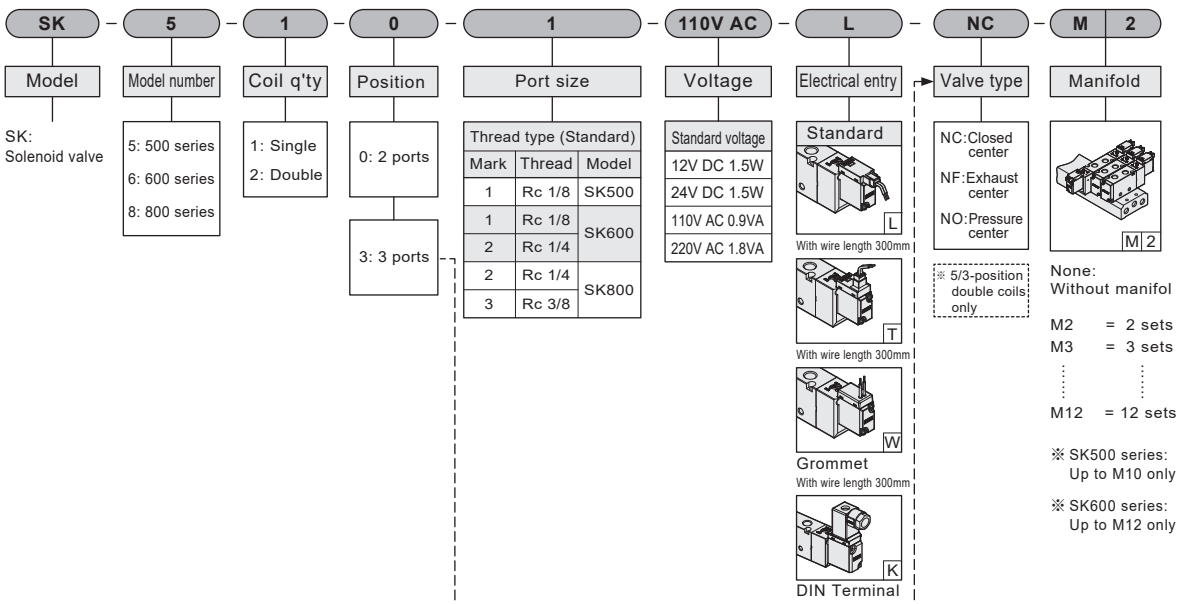 SK – 5 – 1 – 0 – 1 – 110V AC – L – NC – M 2
Model
SK:
Solenoid valve
Model number
5: 500 series
6: 600 series
8: 800 series
Coil q'ty
1: Single
2: Double
Position
0: 2 ports
3: 3 ports
Port size
Thread type (Standard)
Mark Thread Model
1 Rc 1/8 SK500
1 Rc 1/8 SK600
2 Rc 1/4
2 Rc 1/4 SK800
3 Rc 3/8
Voltage
Standard voltage
12V DC 1.5W
24V DC 1.5W
110V AC 0.9VA
220V AC 1.8VA
Electrical entry
Standard
L
With wire length 300mm
T
With wire length 300mm
W
Grommet
With wire length 300mm
K
DIN Terminal
Valve type
NC:Closed
center
NF:Exhaust
center
NO:Pressure
center
※ 5/3-position
double coils
only
Manifold
M 2
None:
Without manifol
M2 = 2 sets
M3 = 3 sets
M12 = 12 sets
※ SK500 series:
Up to M10 only
※ SK600 series:
Up to M12 only